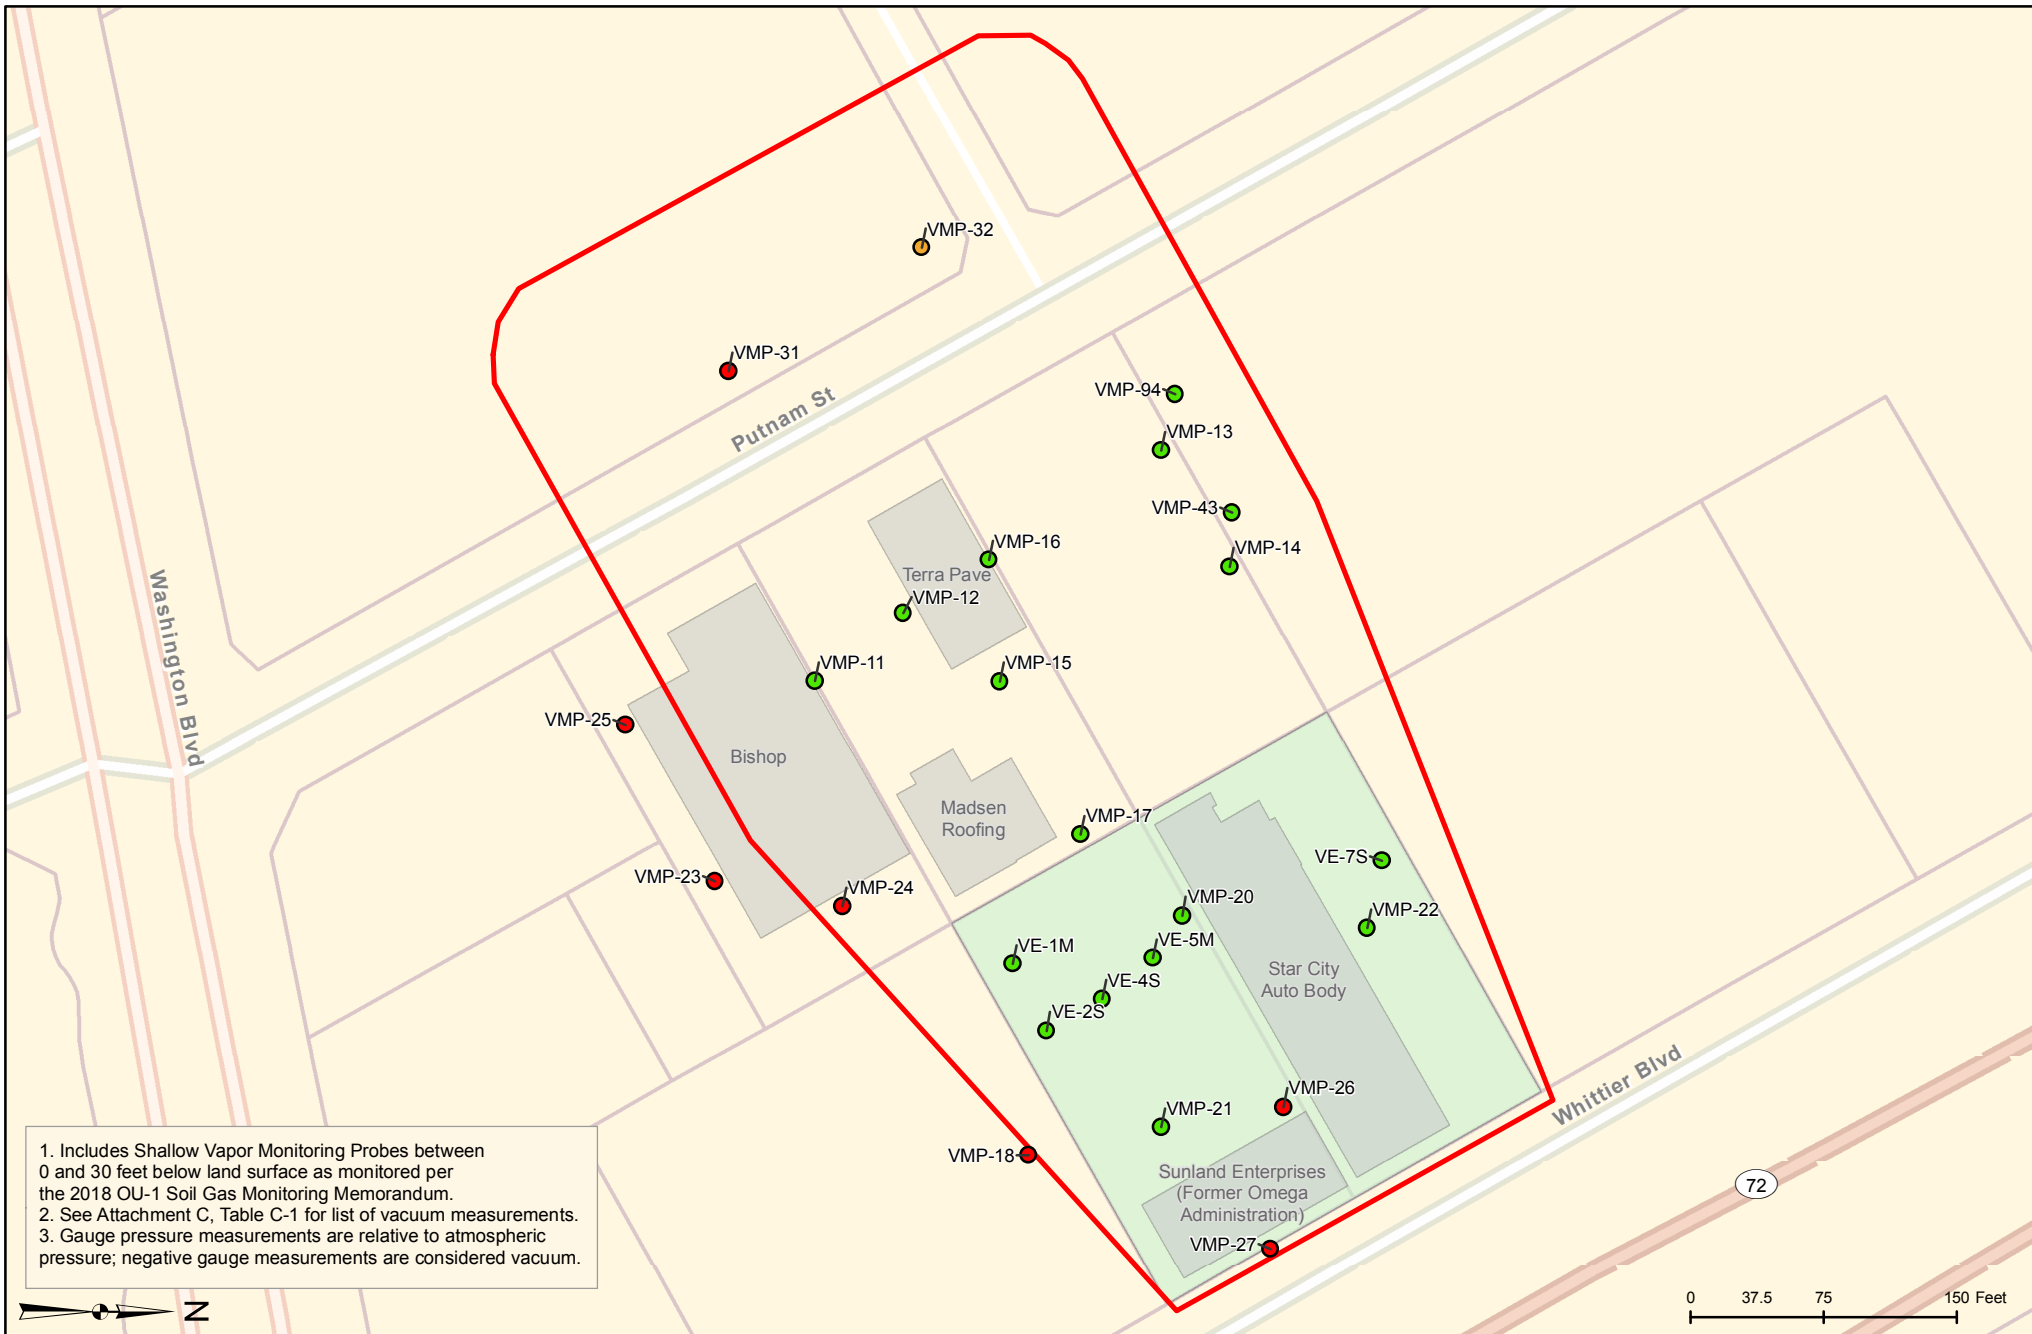 VMP-32
VMP-31
Putnam St
VMP-94
VMP-13
VMP-43
VMP-14
VMP-16
Terra Pave
VMP-12
VMP-11
VMP-15
Washington Blvd
VMP-25
Bishop
Madsen
Roofing
VMP-17
VE-7S
VMP-23
VMP-24
VMP-20
VMP-22
VE-1M
VE-5M
VE-4S
VE-2S
Star City
Auto Body
Whittier Blvd
VMP-26
VMP-21
VMP-18
Sunland Enterprises
(Former Omega
Administration)
VMP-27
72
1. Includes Shallow Vapor Monitoring Probes between
0 and 30 feet below land surface as monitored per
the 2018 OU-1 Soil Gas Monitoring Memorandum.
2. See Attachment C, Table C-1 for list of vacuum measurements.
3. Gauge pressure measurements are relative to atmospheric
pressure; negative gauge measurements are considered vacuum.
N
0 37.5 75 150 Feet